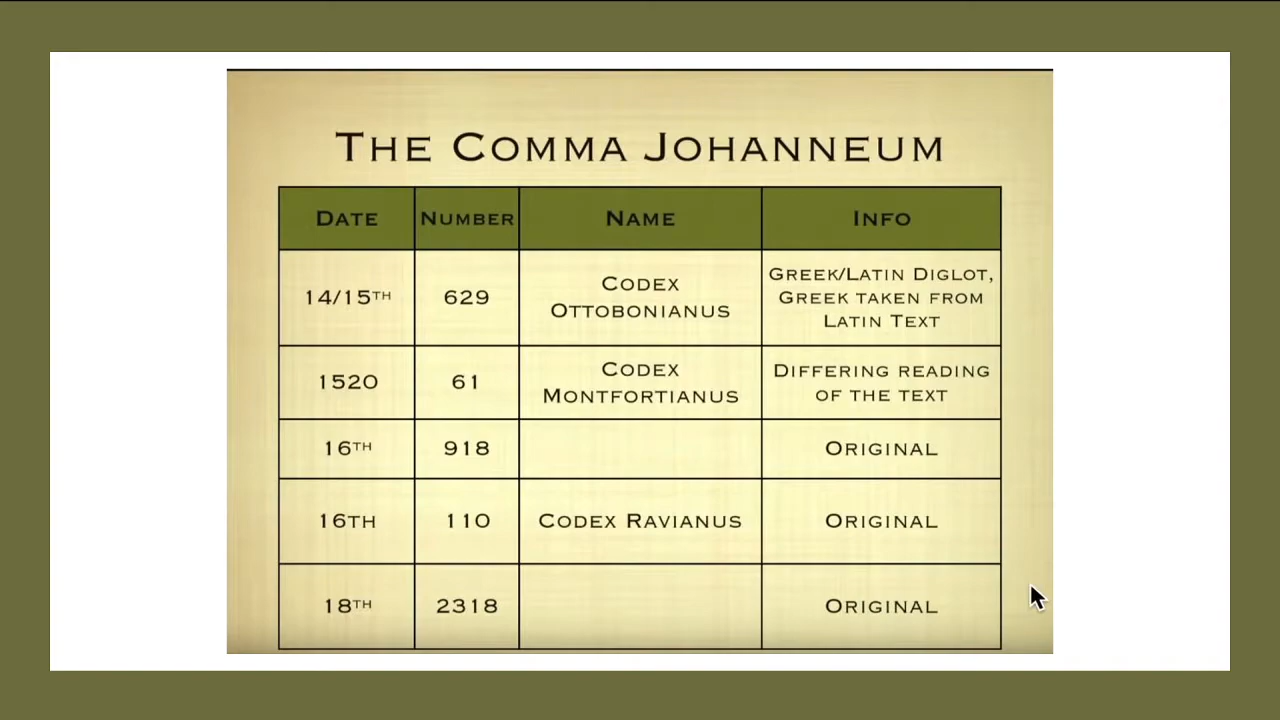 THE COMMA JOHANNEUM
DATE NUMBER NAME INFO
14/15TH 629 CODEX OTTOBONIANUS GREEK/LATIN DIGLOT, GREEK TAKEN FROM LATIN TEXT
1520 61 CODEX MONTFORTIANUS DIFFERING READING OF THE TEXT
16TH 918 ORIGINAL
16TH 110 CODEX RAVIANUS ORIGINAL
18TH 2318 ORIGINAL